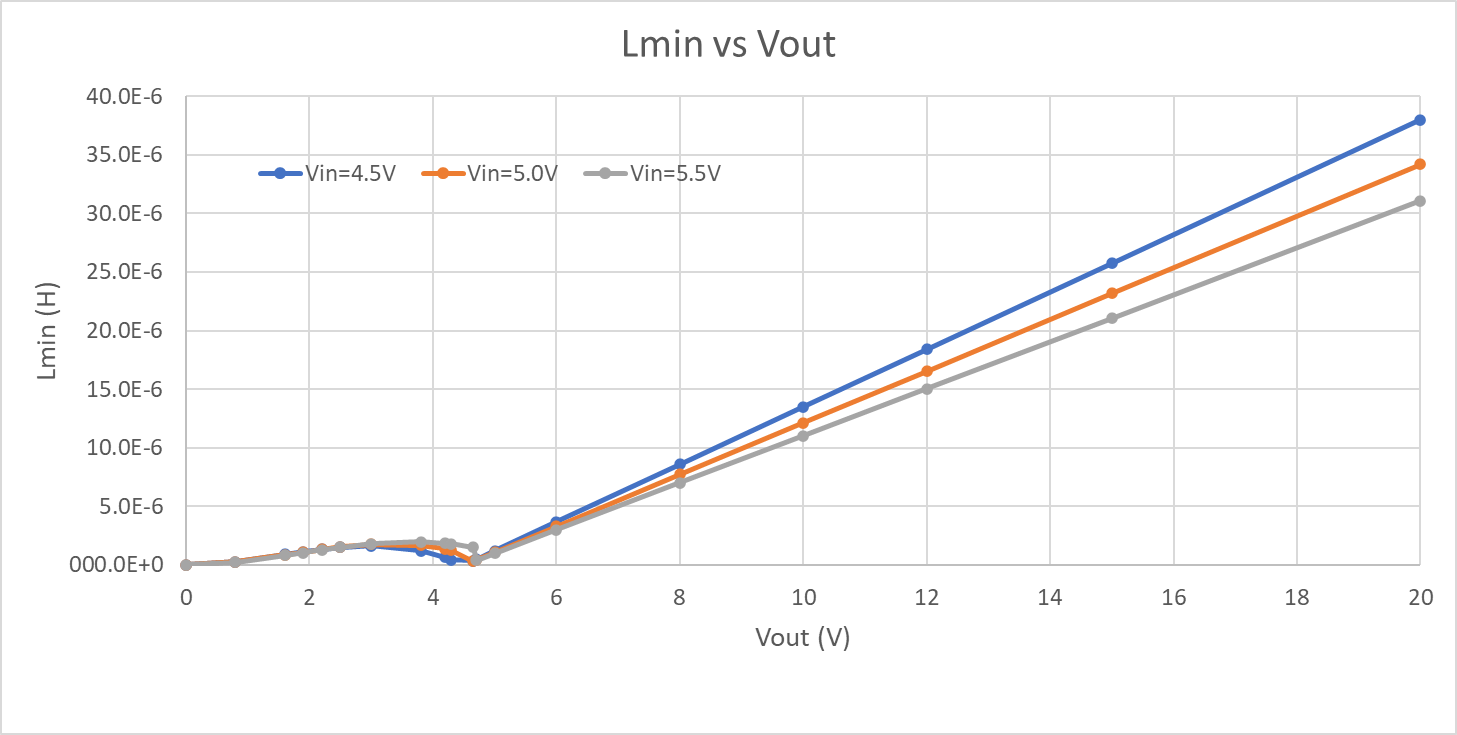 Lmin vs Vout
40.0E-6
35.0E-6
Vin=4.5V Vin=5.0V Vin=5.5V
30.0E-6
25.0E-6
20.0E-6
15.0E-6
10.0E-6
5.0E-6
000.0E+0
Lmin (H)
0 2 4 6 8 10 12 14 16 18 20
Vout (V)